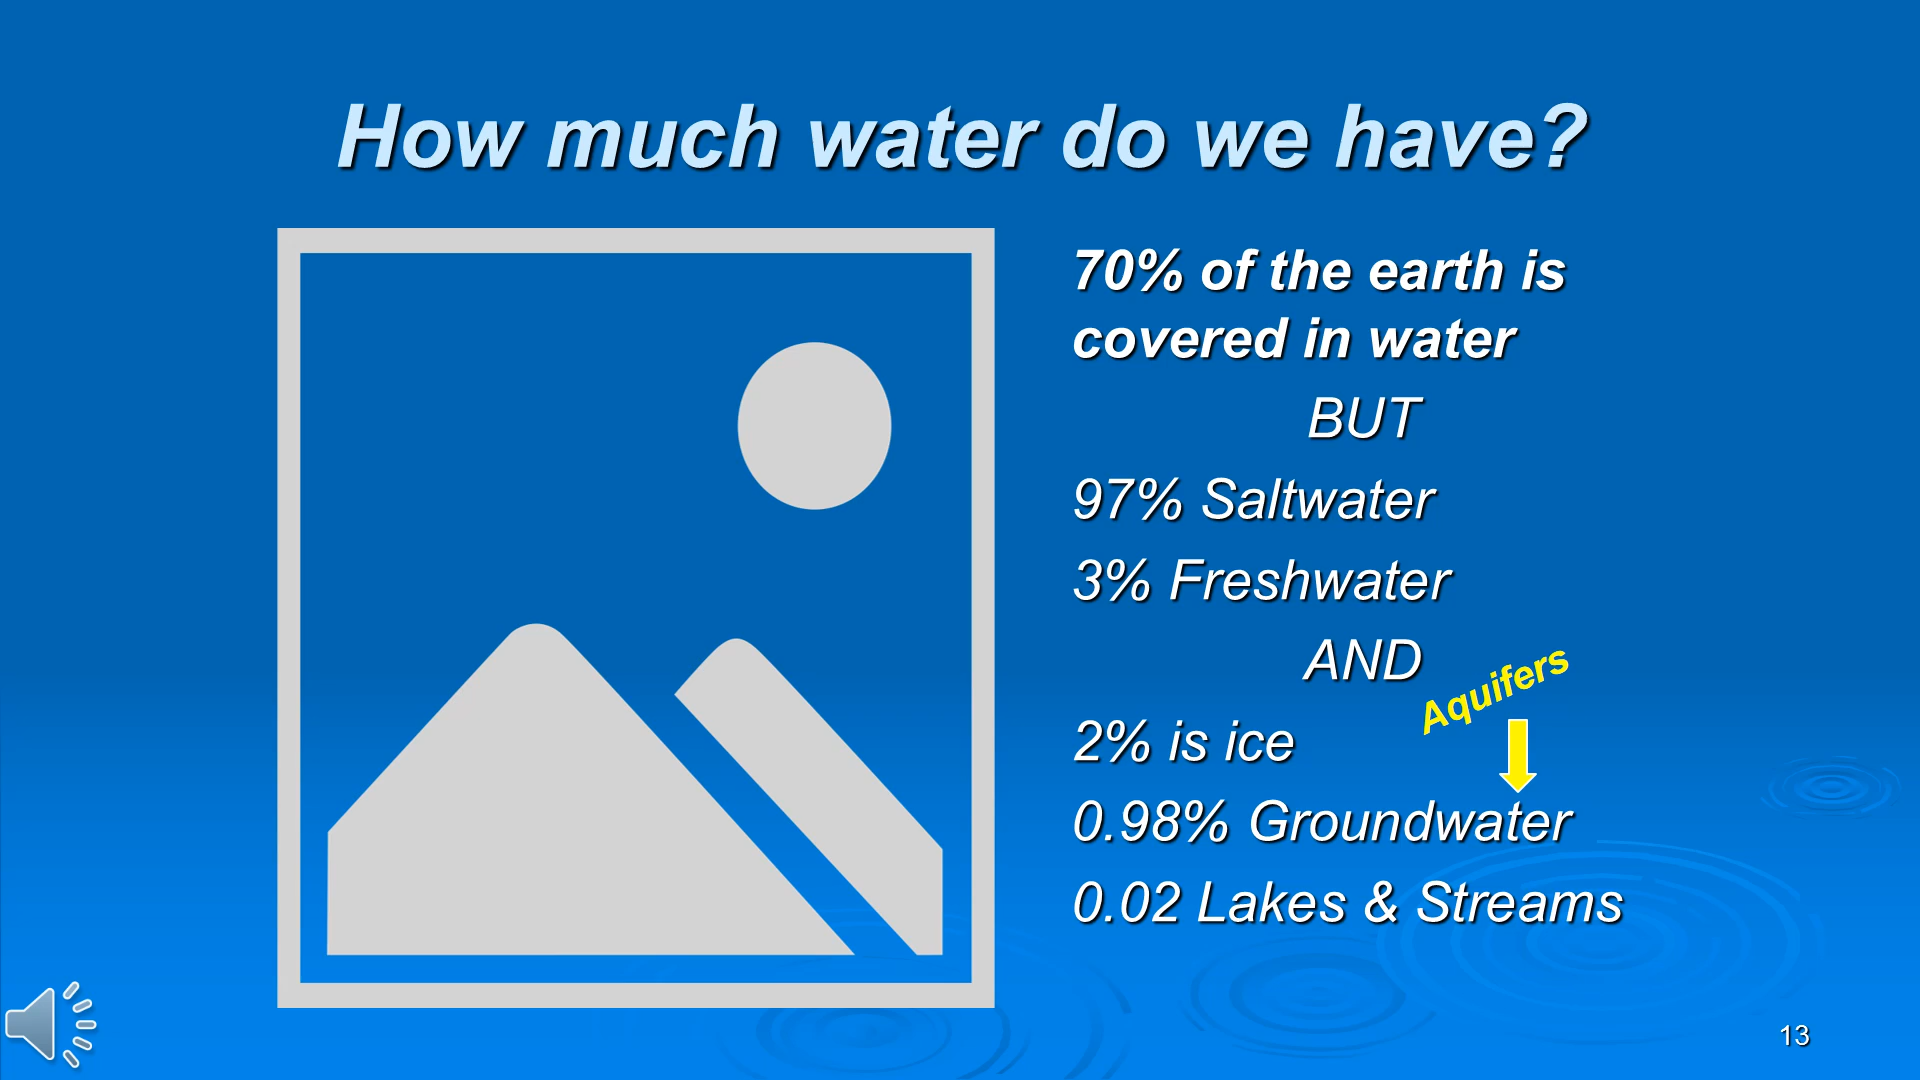 How much water do we have?
70% of the earth is
covered in water
BUT
97% Saltwater
3% Freshwater
AND
Aquifers
2% is ice
0.98% Groundwater
0.02 Lakes & Streams
13